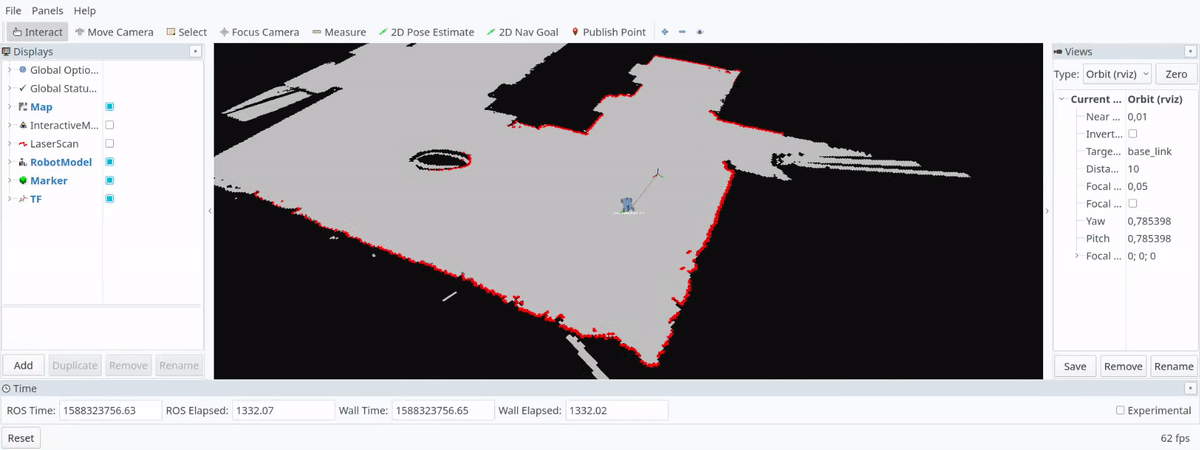 File Panels Help
Interact Move Camera Select Focus Camera Measure 2D Pose Estimate 2D Nav Goal Publish Point
Displays
Global Optio...
Global Statu...
Map
InteractiveM...
LaserScan
RobotModel
Marker
TF
Add Duplicate Remove Rename
Views
Type: Orbit (rviz) Zero
Current ... Orbit (rviz)
Near ... 0,01
Invert...
Targe... base_link
Dista... 10
Focal ... 0,05
Focal ...
Yaw 0,785398
Pitch 0,785398
Focal ... 0; 0; 0
Save Remove Rename
Time
ROS Time: 1588323756.63 ROS Elapsed: 1332.07 Wall Time: 1588323756.65 Wall Elapsed: 1332.02 Experimental
Reset 62 fps